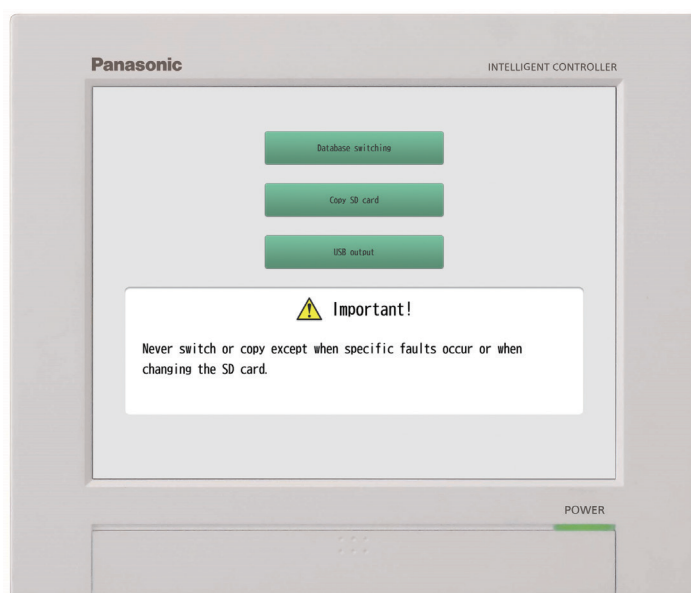 Panasonic
INTELLIGENT CONTROLLER
Database switching
Copy SD card
USB output
Important!
Never switch or copy except when specific faults occur or when
changing the SD card.
POWER